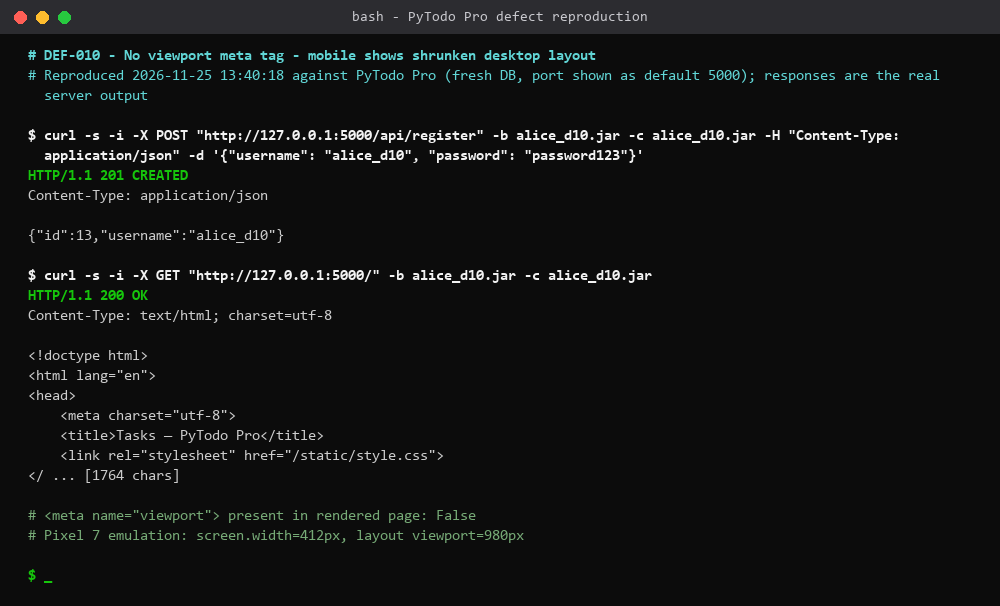 bash - PyTodo Pro defect reproduction
# DEF-010 - No viewport meta tag - mobile shows shrunken desktop layout
# Reproduced 2026-11-25 13:40:18 against PyTodo Pro (fresh DB, port shown as default 5000); responses are the real
server output
$ curl -s -i -X POST "http://127.0.0.1:5000/api/register" -b alice_d10.jar -c alice_d10.jar -H "Content-Type:
application/json" -d '{"username": "alice_d10", "password": "password123"}'
HTTP/1.1 201 CREATED
Content-Type: application/json
{"id":13,"username":"alice_d10"}
$ curl -s -i -X GET "http://127.0.0.1:5000/" -b alice_d10.jar -c alice_d10.jar
HTTP/1.1 200 OK
Content-Type: text/html; charset=utf-8
<!doctype html>
<html lang="en">
<head>
    <meta charset="utf-8">
    <title>Tasks — PyTodo Pro</title>
    <link rel="stylesheet" href="/static/style.css">
</ ... [1764 chars]
# <meta name="viewport"> present in rendered page: False
# Pixel 7 emulation: screen.width=412px, layout viewport=980px
$ _